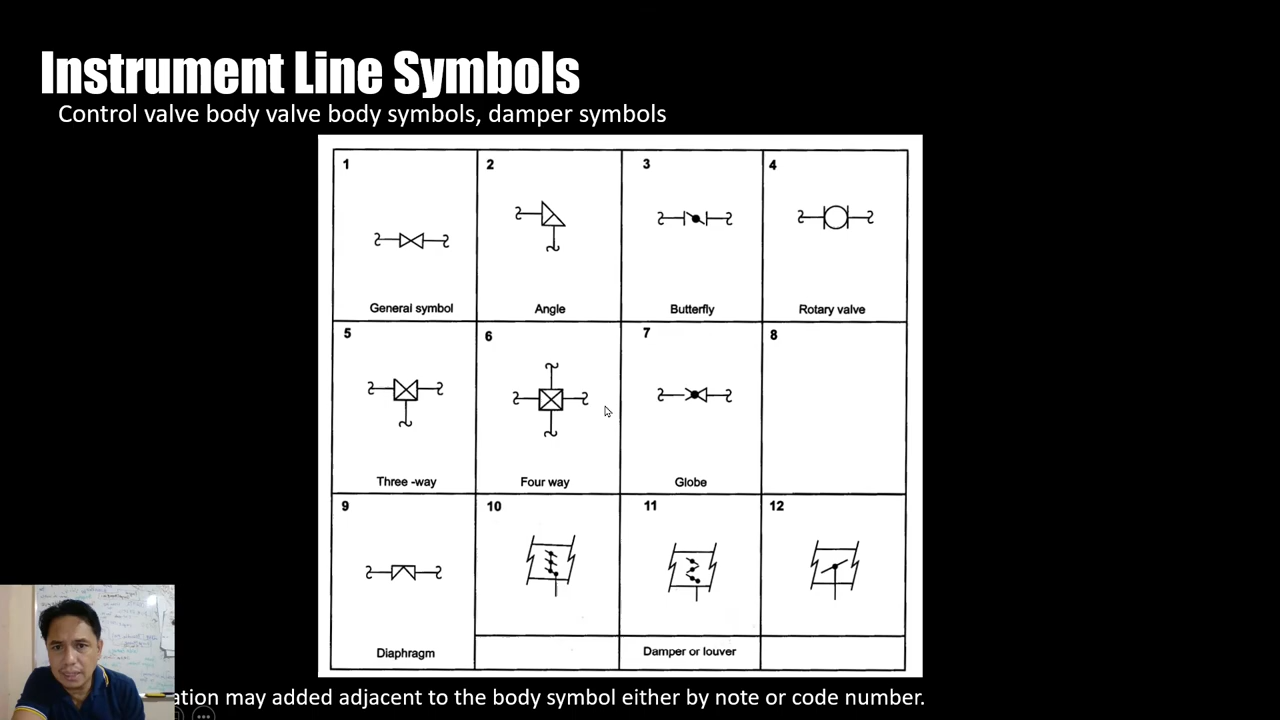 Instrument Line Symbols
Control valve body valve body symbols, damper symbols
1 2 3 4
General symbol Angle Butterfly Rotary valve
5 6 7 8
Three -way Four way Globe
9 10 11 12
Diaphragm Damper or louver
may added adjacent to the body symbol either by note or code number.